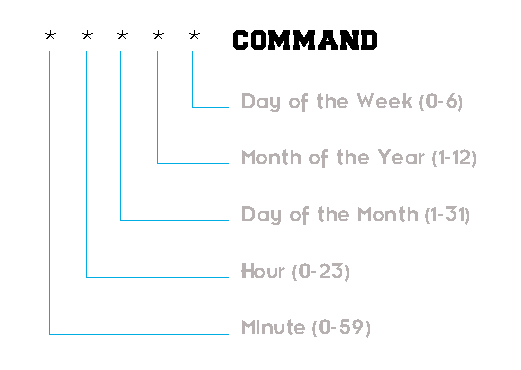 * * * * * COMMAND
Day of the Week (0-6)
Month of the Year (1-12)
Day of the Month (1-31)
Hour (0-23)
Minute (0-59)